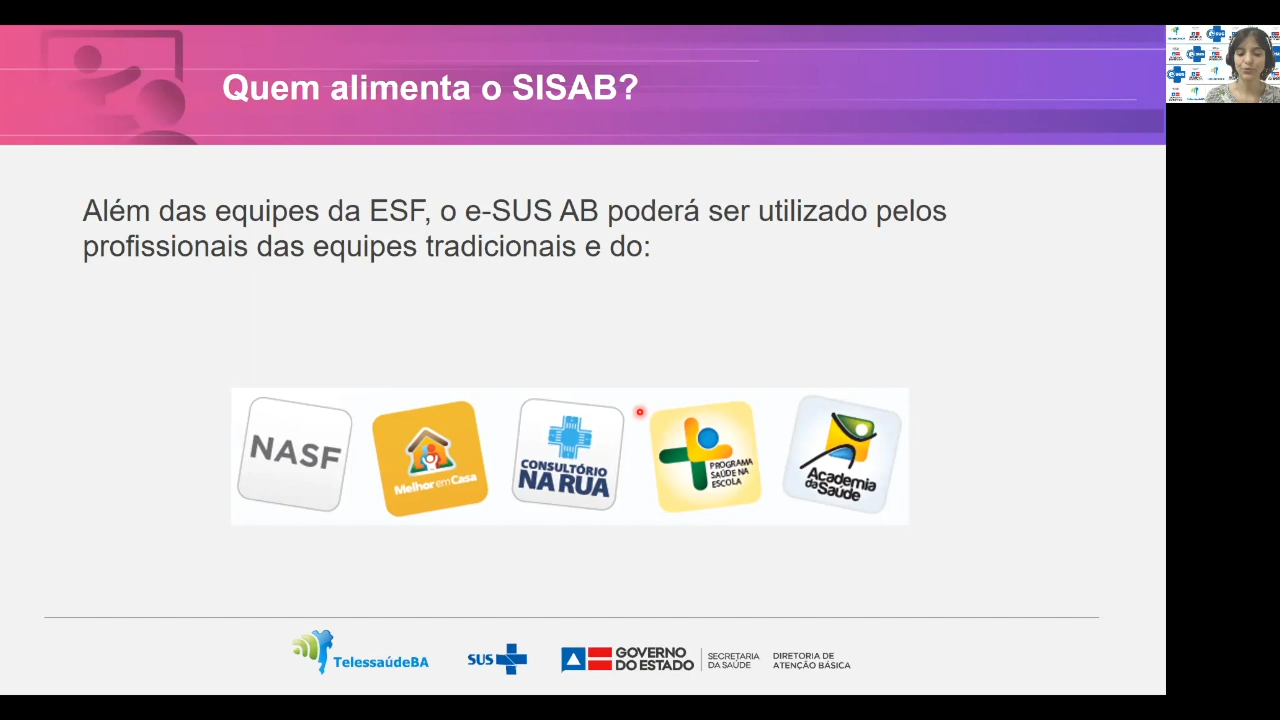 Quem alimenta o SISAB?
Além das equipes da ESF, o e-SUS AB poderá ser utilizado pelos
profissionais das equipes tradicionais e do:
NASF
Melhor em Casa
CONSULTÓRIO
NA RUA
PROGRAMA
SAÚDE NA
ESCOLA
Academia
da Saúde
TelessaúdeBA
SUS
GOVERNO
DO ESTADO
SECRETARIA
DA SAÚDE
DIRETORIA DE
ATENÇÃO BÁSICA